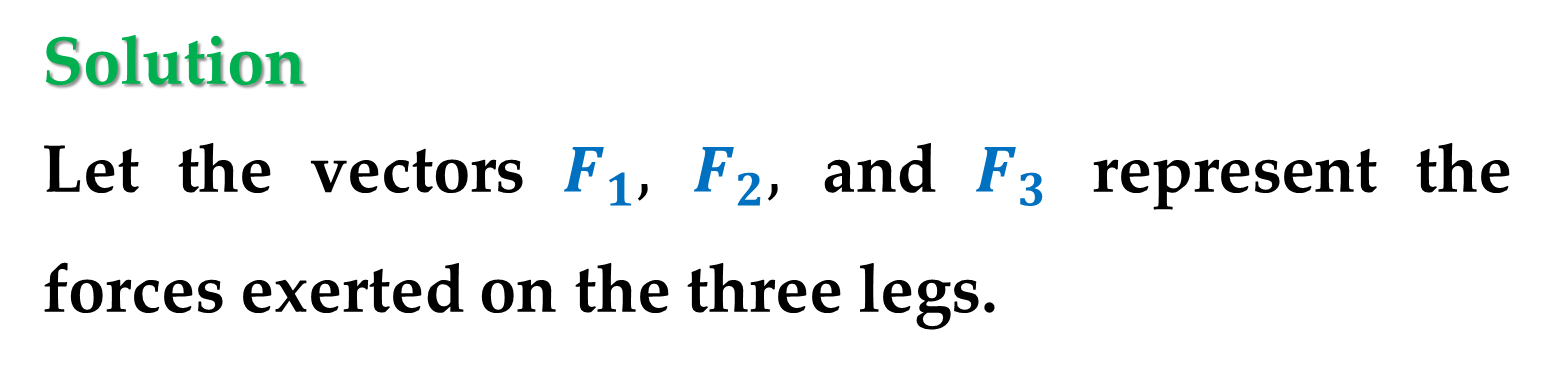 Solution
Let the vectors F₁, F₂, and F₃ represent the
forces exerted on the three legs.